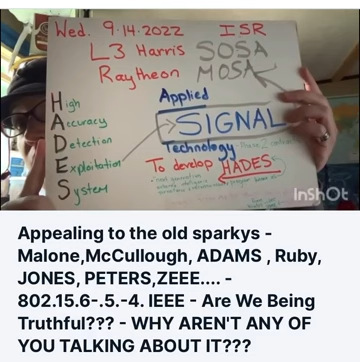 Wed. 9-14-2022 ISR
L3 Harris SOSA
Raytheon MOSA
High
Accuracy
Detection
Exploitation
System
Applied
SIGNAL
Technology
To develop HADES
InShOt
Appealing to the old sparkys -
Malone,McCullough, ADAMS , Ruby,
JONES, PETERS,ZEEE.... -
802.15.6-.5.-4. IEEE - Are We Being
Truthful??? - WHY AREN'T ANY OF
YOU TALKING ABOUT IT???